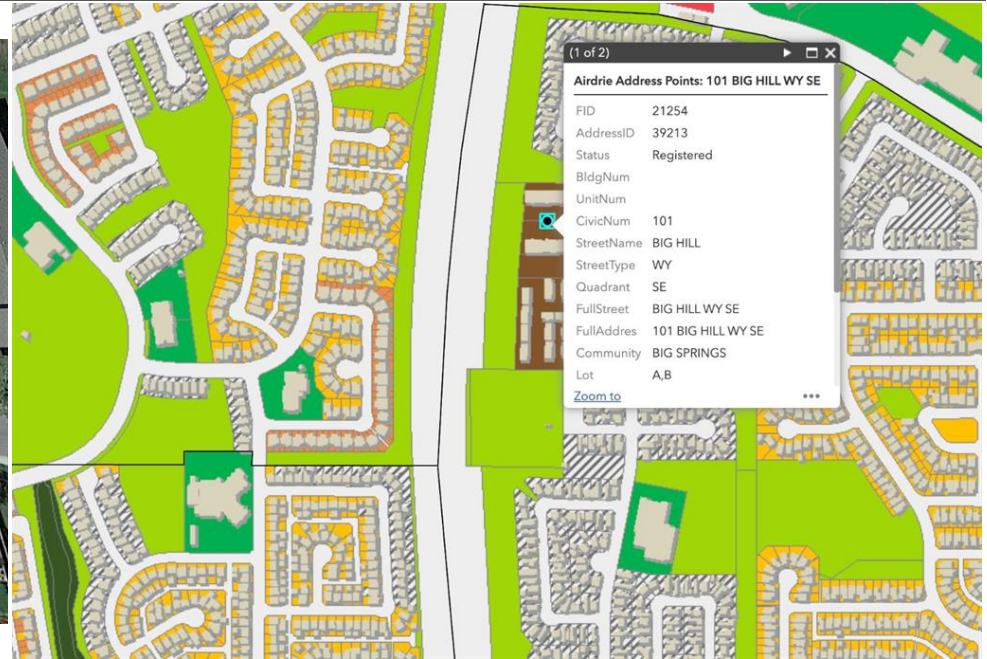 (1 of 2)
Airdrie Address Points: 101 BIG HILL WY SE
FID 21254
AddressID 39213
Status Registered
BldgNum
UnitNum
CivicNum 101
StreetName BIG HILL
StreetType WY
Quadrant SE
FullStreet BIG HILL WY SE
FullAddres 101 BIG HILL WY SE
Community BIG SPRINGS
Lot A,B
Zoom to